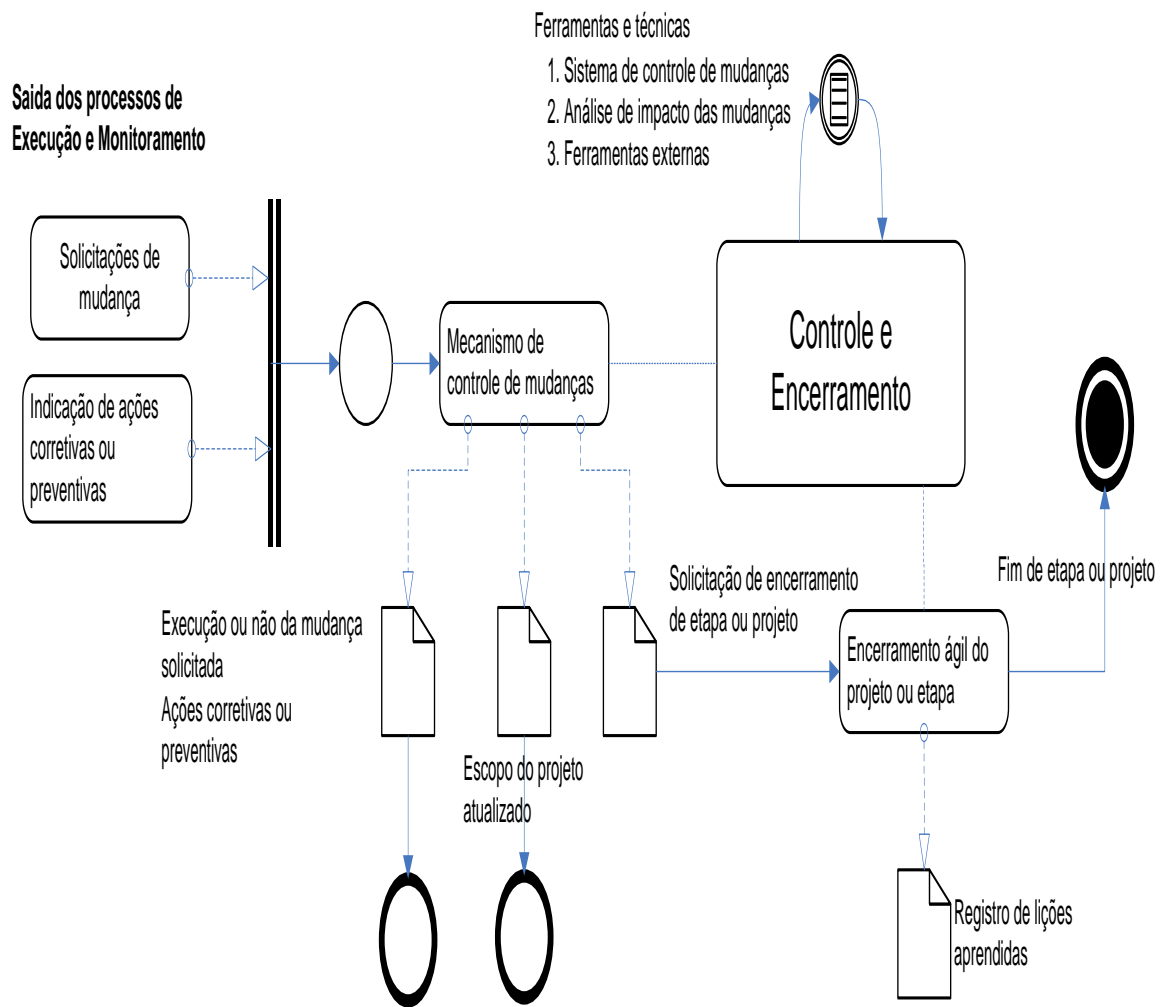 Ferramentas e técnicas
1. Sistema de controle de mudanças
2. Análise de impacto das mudanças
3. Ferramentas externas
Saida dos processos de
Execução e Monitoramento
Solicitações de
mudança
Indicação de ações
corretivas ou
preventivas
Mecanismo de
controle de mudanças
Controle e
Encerramento
Execução ou não da mudança
solicitada
Ações corretivas ou
preventivas
Escopo do projeto
atualizado
Solicitação de encerramento
de etapa ou projeto
Encerramento ágil do
projeto ou etapa
Fim de etapa ou projeto
Registro de lições
aprendidas